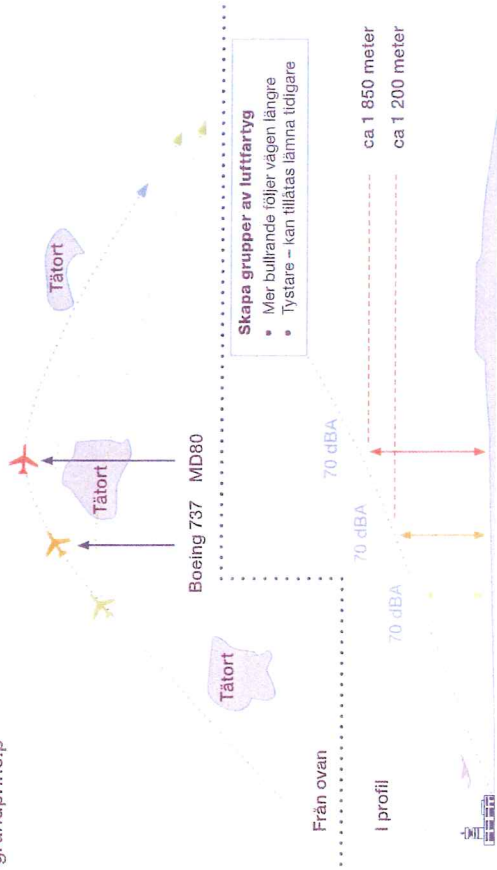 Tätort
Tätort
Tätort
Boeing 737
MD80
Från ovan
Skapa grupper av luftfartyg
• Mer bullrande följer vägen längre
• Tystare – kan tillåtas lämna tidigare
I profil
70 dBA
70 dBA
70 dBA
ca 1 850 meter
ca 1 200 meter